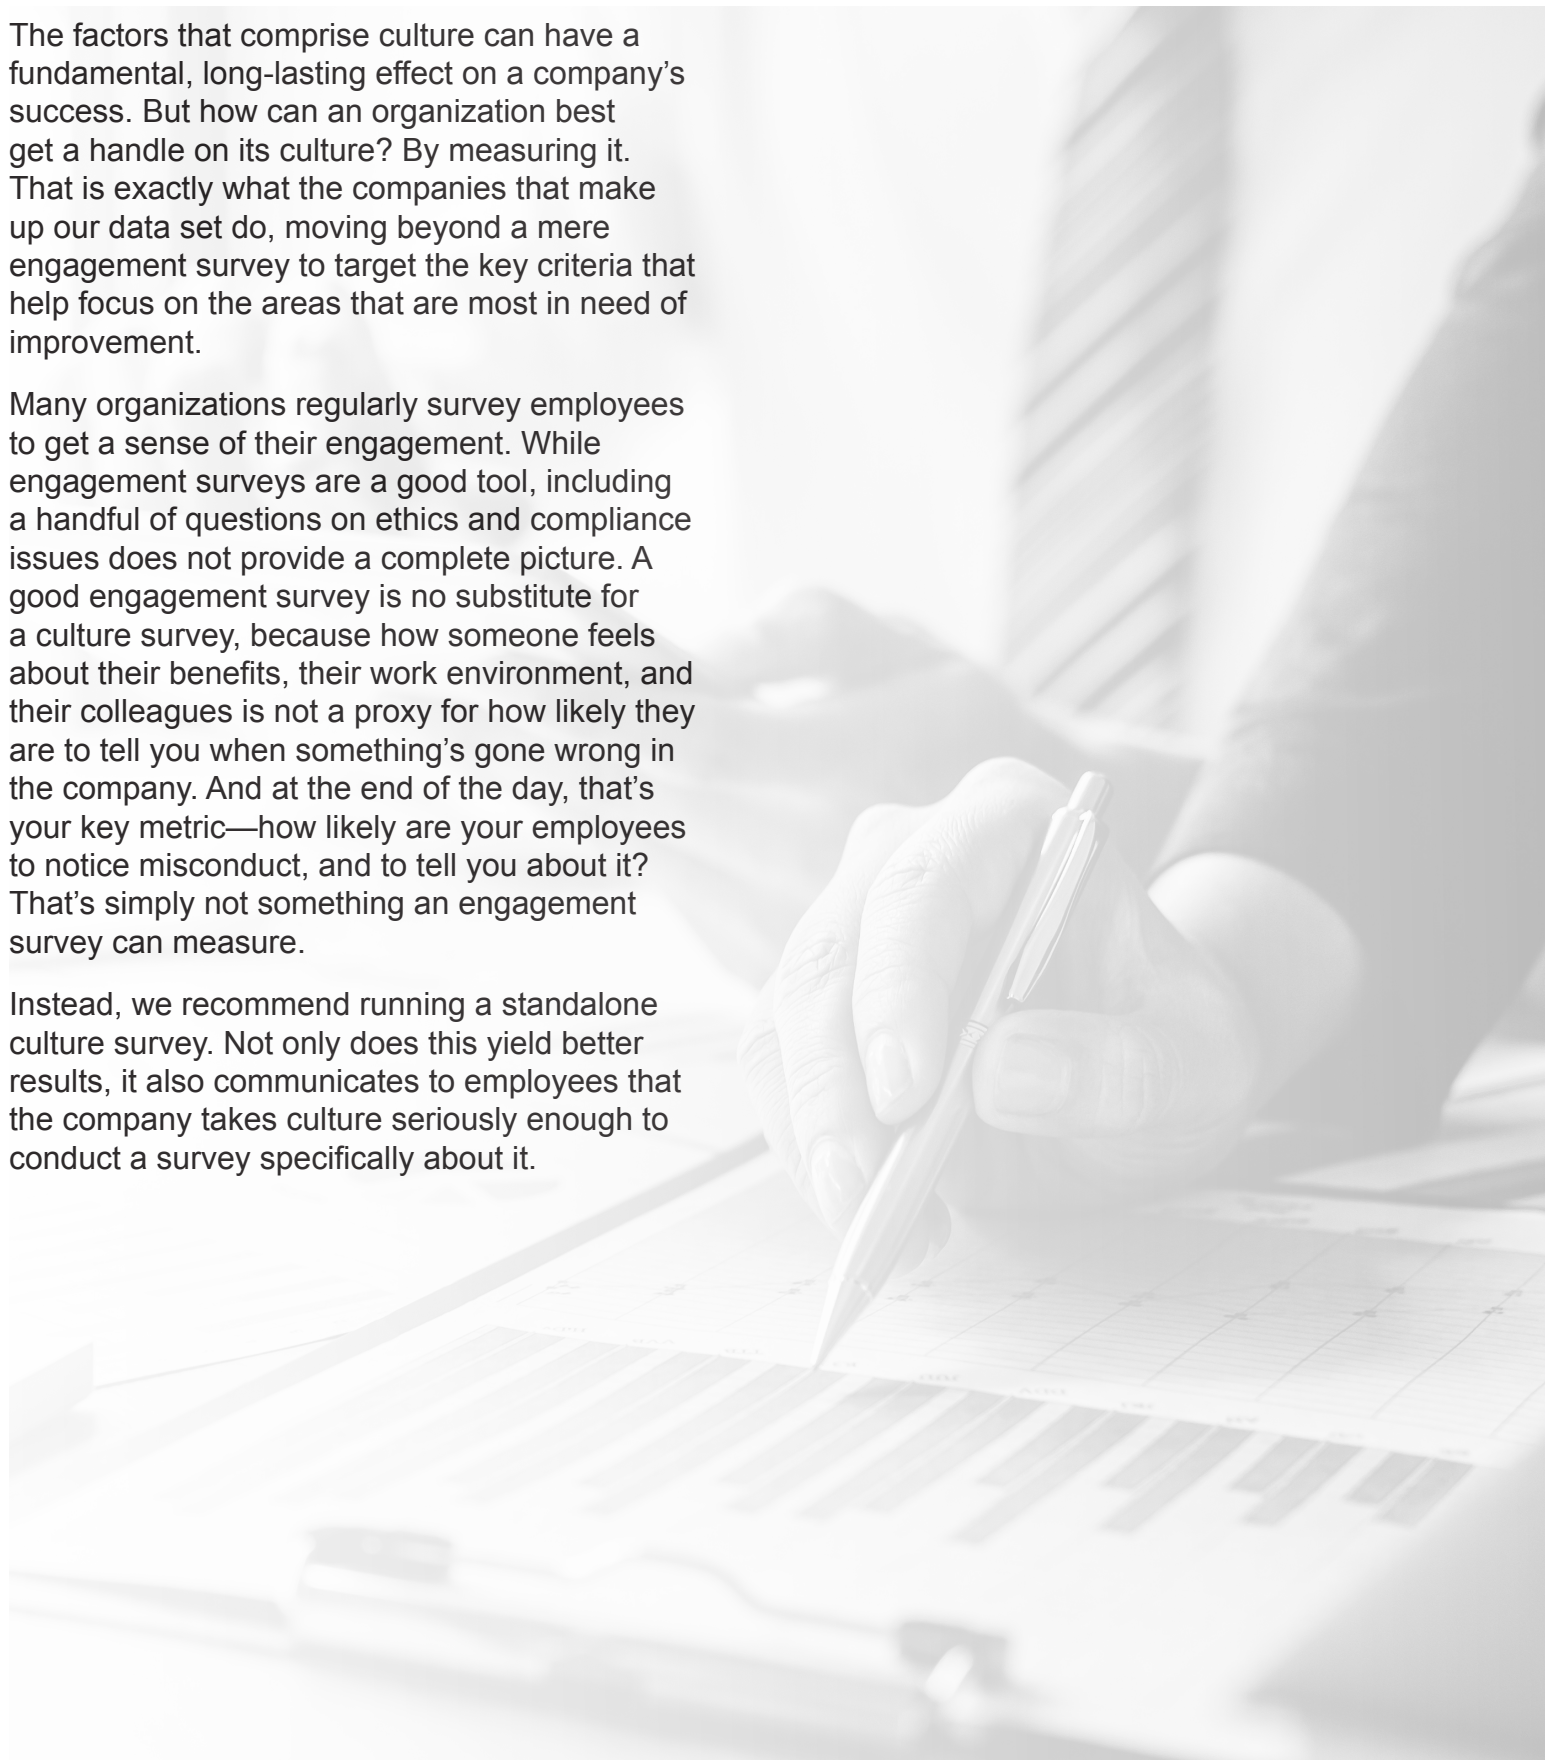 The factors that comprise culture can have a
fundamental, long-lasting effect on a company’s
success. But how can an organization best
get a handle on its culture? By measuring it.
That is exactly what the companies that make
up our data set do, moving beyond a mere
engagement survey to target the key criteria that
help focus on the areas that are most in need of
improvement.
Many organizations regularly survey employees
to get a sense of their engagement. While
engagement surveys are a good tool, including
a handful of questions on ethics and compliance
issues does not provide a complete picture. A
good engagement survey is no substitute for
a culture survey, because how someone feels
about their benefits, their work environment, and
their colleagues is not a proxy for how likely they
are to tell you when something’s gone wrong in
the company. And at the end of the day, that’s
your key metric—how likely are your employees
to notice misconduct, and to tell you about it?
That’s simply not something an engagement
survey can measure.
Instead, we recommend running a standalone
culture survey. Not only does this yield better
results, it also communicates to employees that
the company takes culture seriously enough to
conduct a survey specifically about it.